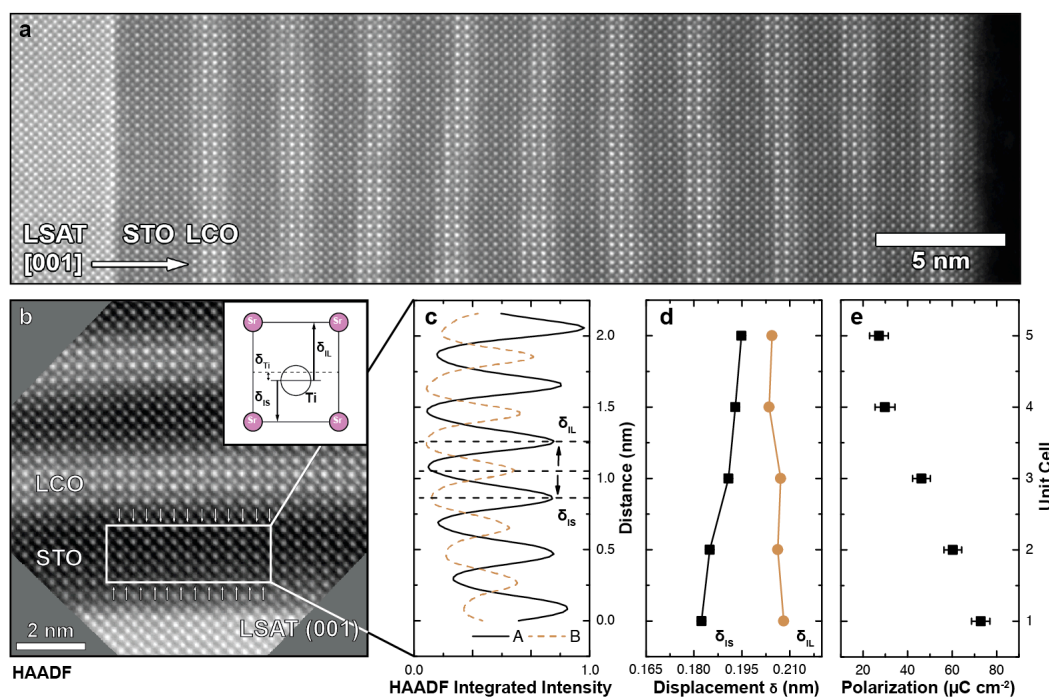 a
LSAT STO LCO
[001]
5 nm
b
Sr Sr
δTi
δIL
δIS
Ti
Sr Sr
LCO
STO
LSAT (001)
2 nm
HAADF
c
2.0
1.5
1.0
0.5
0.0
δIL
δIS
A B
0.0 1.0
HAADF Integrated Intensity
Distance (nm)
d
δIS δIL
0.165 0.180 0.195 0.210
Displacement δ (nm)
e
5
4
3
2
1
Unit Cell
20 40 60 80
Polarization (μC cm⁻²)